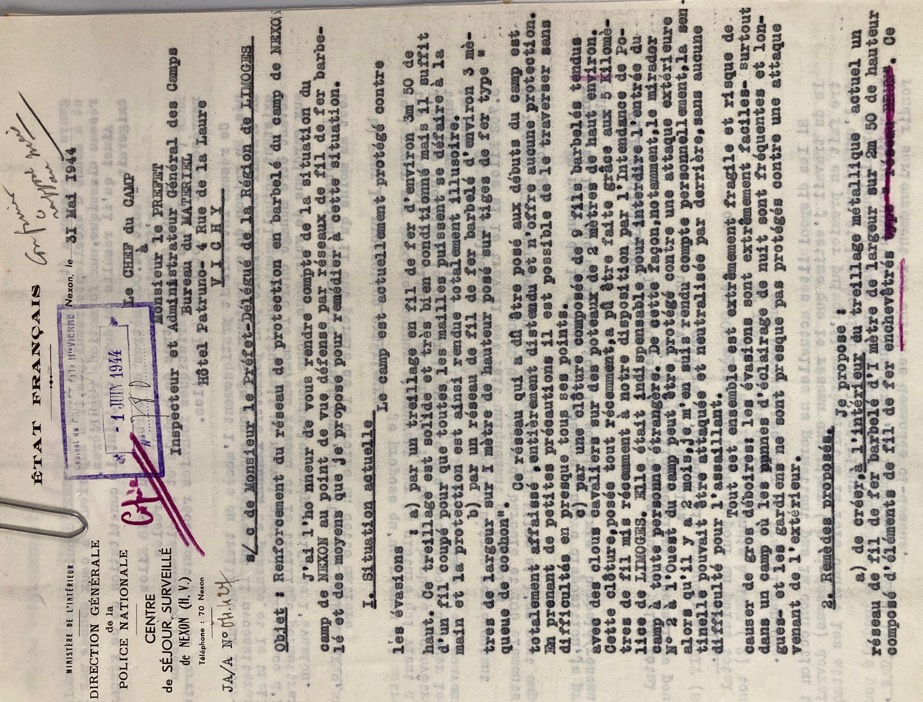 MINISTÈRE DE L'INTÉRIEUR.
DIRECTION GÉNÉRALE
de la
POLICE NATIONALE
CENTRE
de SÉJOUR SURVEILLÉ
de NEXON (H. V.)
Téléphone : 70 Nexon
JA/A N°
ÉTAT FRANÇAIS
Nexon, le 3I Mai 1944
- 1 JUIN 1944
Le CHEF du CAMP
à
Monsieur le PREFET
Inspecteur et Administrateur Général des Camps
Bureau du MATERIEL
Hôtel Paturno- 4 Rue de la Laure
V I C H Y
s/ c de Monsieur le Préfet-Délégué de la Région de LIMOGES
Objet : Renforcement du réseau de protection en barbelé du camp de NEXON
J'ai l'ho nneur de vous rendre compte de la situation du
camp de NEXON au point de vue défense par réseaux de fil de fer barbe-
lé et des moyens que je propose pour remédier à cette situation.
I. Situation actuelle
Le camp est actuellement protégé contre
les évasions : a) par un treillage en fil de fer d'environ 3m 50 de
haut. Ce treillage est solide et très bien conditionné mais il suffit
d'un fil coupé pour que toutes les mailles puissent se défaire à la
main et la protection est ainsi rendue totalement illusoire.
b) par un réseau de fil de fer barbelé d'environ 3 mè-
tres de largeur sur I mètre de hauteur posé sur tiges de fer type "
queue de cochon".
Ce réseau qui a dû être posé aux débuts du camp est
totalement affaissé, entièrement distendu et n'offre aucune protection.
En prenant de petites précautions il est possible de le traverser sans
difficultés en presque tous ses points.
c) par une clôture composée de 9 fils barbelés tendus
avec des clous cavaliers sur des poteaux de 2 mètres de haut environ.
Cette clôture, posée tout récemment, a pu être faite grâce aux 5 kilomè-
tres de fil mis récemment à notre disposition par l'Intendance de Po-
lice de LIMOGES. Elle était indispensable pour interdire l'entrée du
camp à toute personne étrangère. De cette façon, notamment, le mirador
N° 2 à l'Ouest du camp peut être protégé contre une attaque extérieure
alors qu'il y a 2 mois, je m'en suis rendu compte personnellement, la sen-
tinelle pouvait être attaquée et neutralisée par derrière, sans aucune
difficulté pour l'assaillant.
Tout cet ensemble est extrêmement fragile et risque de
causer de gros déboires; les évasions sont extrêmement faciles- surtout
dans un camp où les pannes d'éclairage de nuit sont fréquentes et lon-
gues- et les gardiens ne sont presque pas protégés contre une attaque
venant de l'extérieur.
2. Remèdes proposés. Je propose :
a) de créer, à l'intérieur du treillage métallique actuel un
réseau de fil de fer barbelé d'I mètre de largeur sur 2m 50 de hauteur
composé d'éléments de fil de fer enchevêtrés . Ce